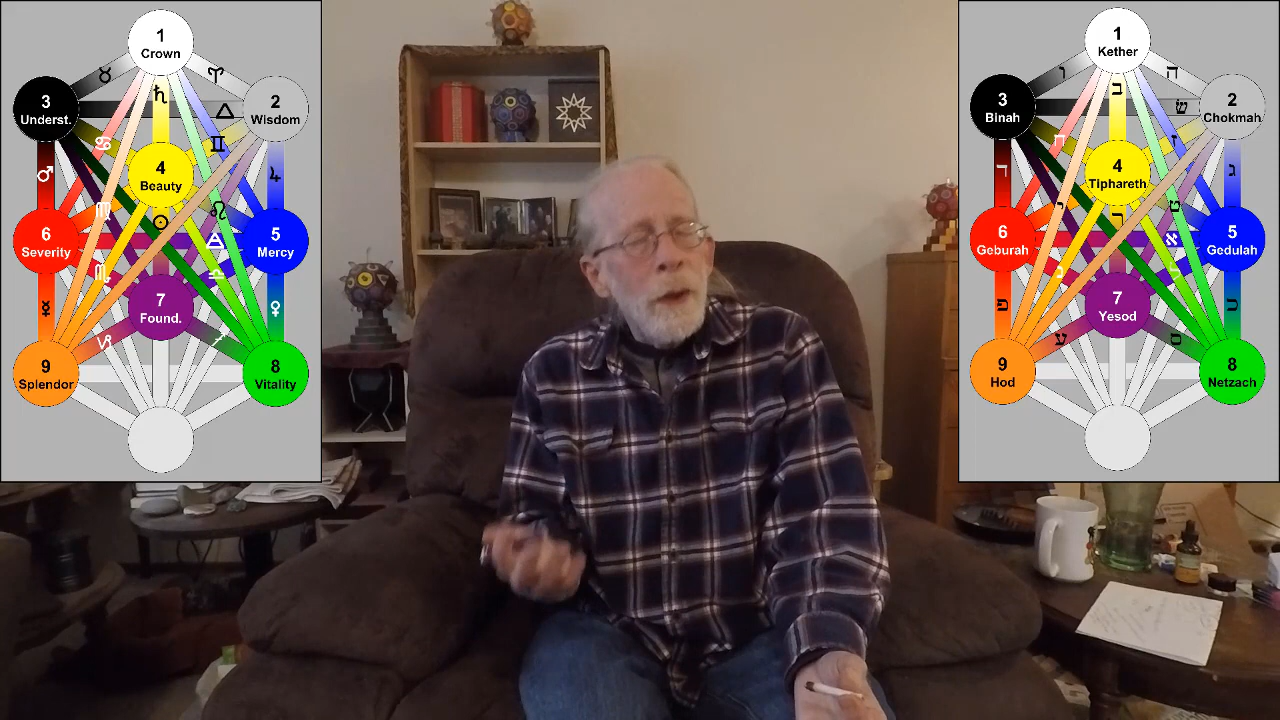 1
Crown
♉ ♈
♄
3 2
Underst. △ Wisdom
♋ ♊
4
♂ ♃
Beauty
♍ ♌
☉
6 5
Severity 🜁 Mercy
♏ ♎
7
☿ ♀
Found.
♑ ♐
9 8
Splendor Vitality
1
Kether
ו ה
ב
3 2
Binah ש Chokmah
ח ז
4
ד ג
Tiphareth
י ט
ר
6 5
Geburah א Gedulah
נ ל
7
פ
Yesod
ע ס
9 8
Hod Netzach